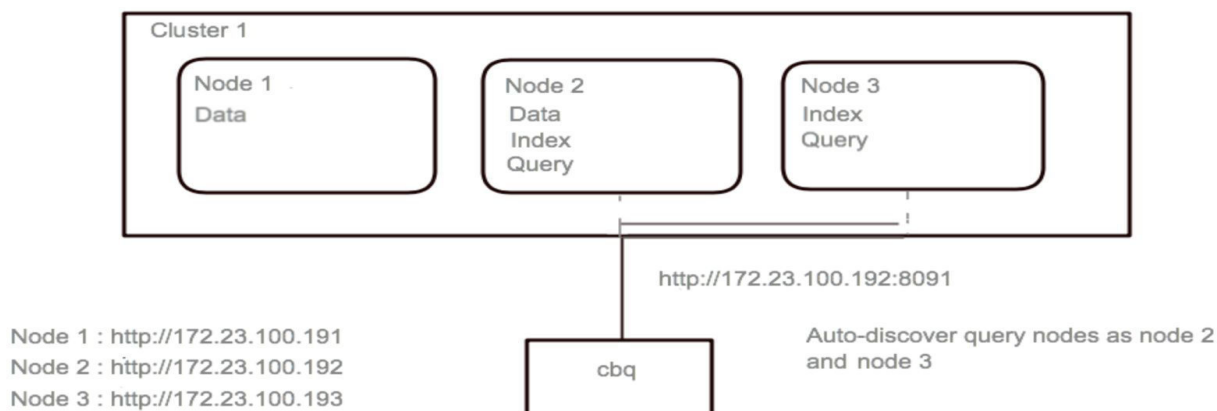 Cluster 1
Node 1
Data
Node 2
Data
Index
Query
Node 3
Index
Query
http://172.23.100.192:8091
Node 1 : http://172.23.100.191
Node 2 : http://172.23.100.192
Node 3 : http://172.23.100.193
cbq
Auto-discover query nodes as node 2
and node 3